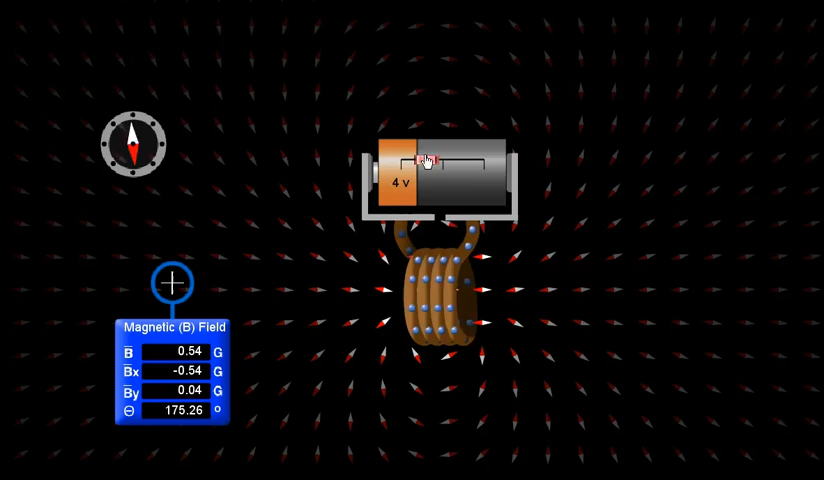 4 v
Magnetic (B) Field
B 0.54 G
Bx -0.54 G
By 0.04 G
Θ 175.26 °